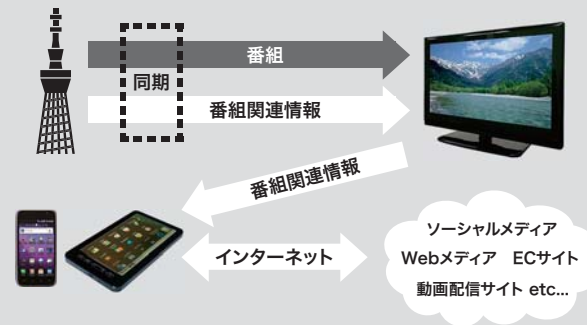 番組
同期
番組関連情報
番組関連情報
インターネット
ソーシャルメディア
Webメディア　ECサイト
動画配信サイト etc...